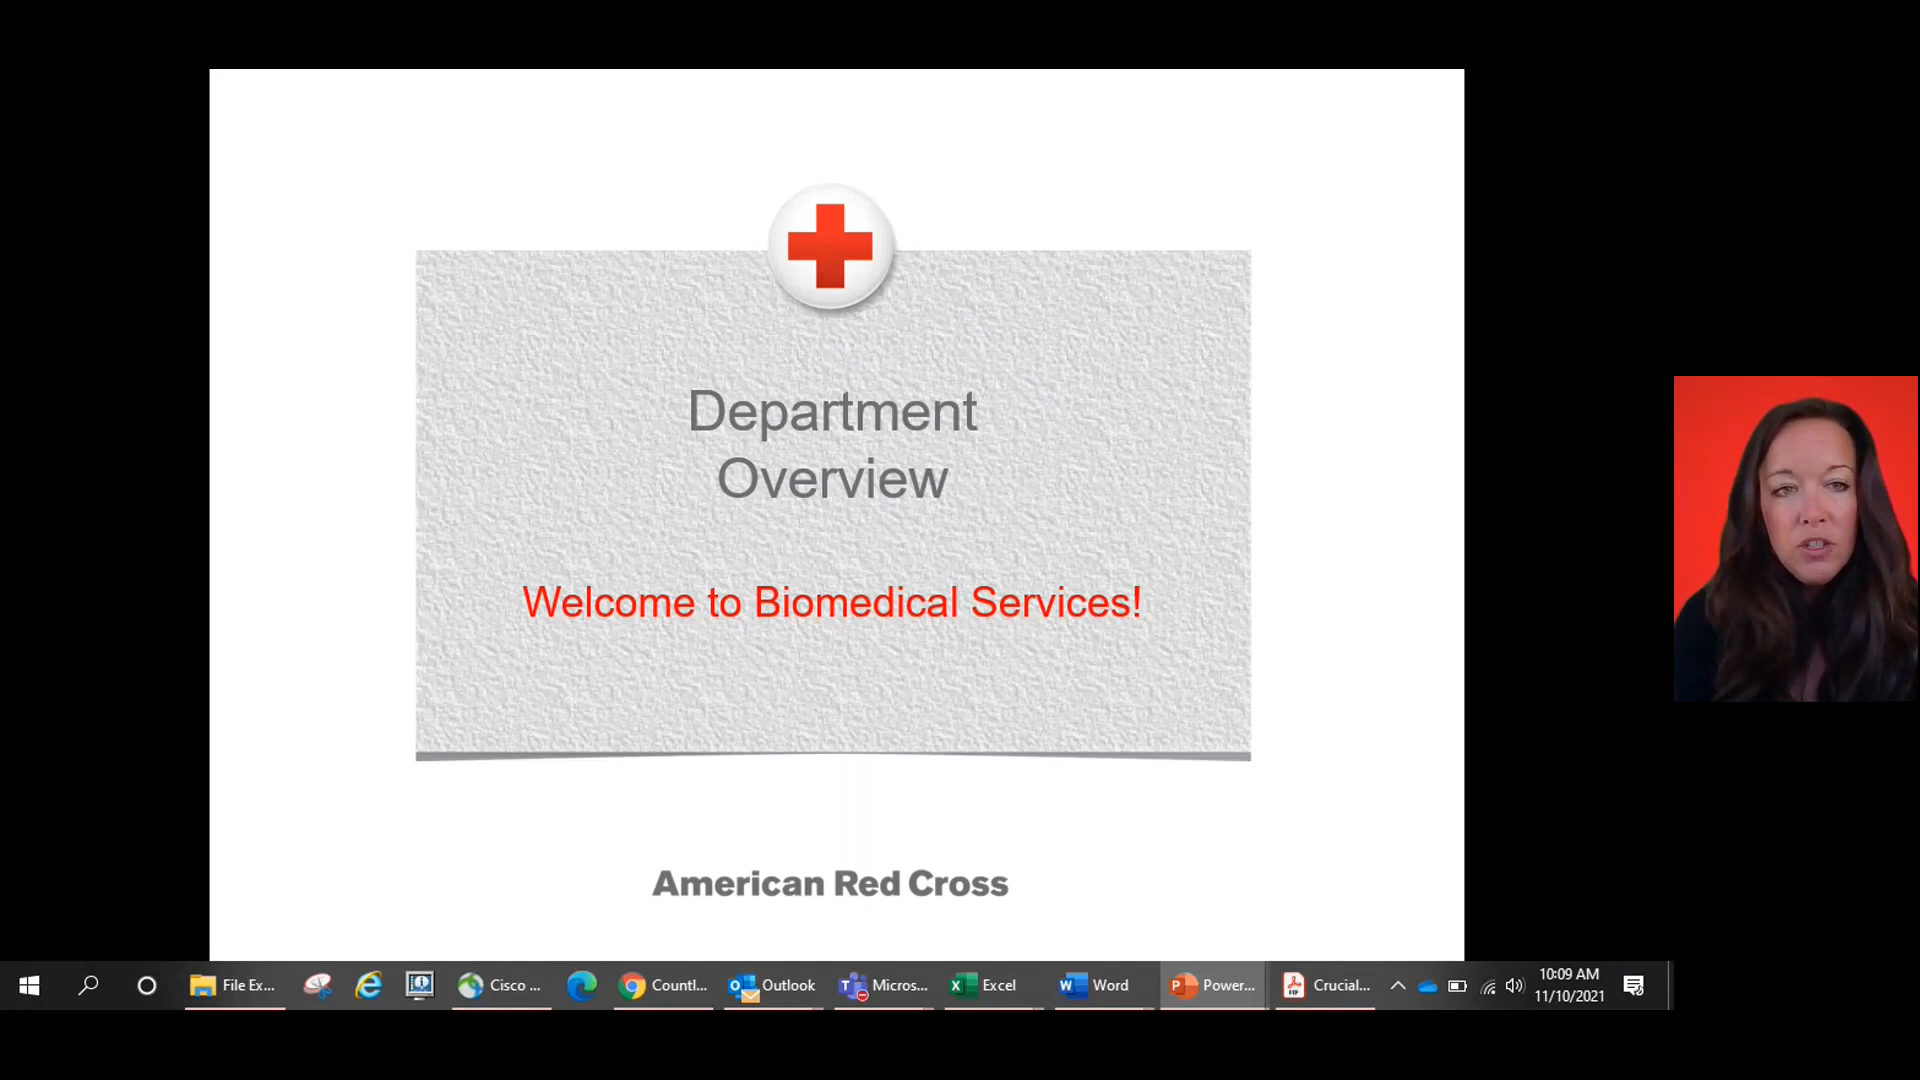 Department
Overview
Welcome to Biomedical Services!
American Red Cross
File Ex...
Cisco ...
Countl...
Outlook
Micros...
Excel
Word
Power...
Crucial...
10:09 AM
11/10/2021